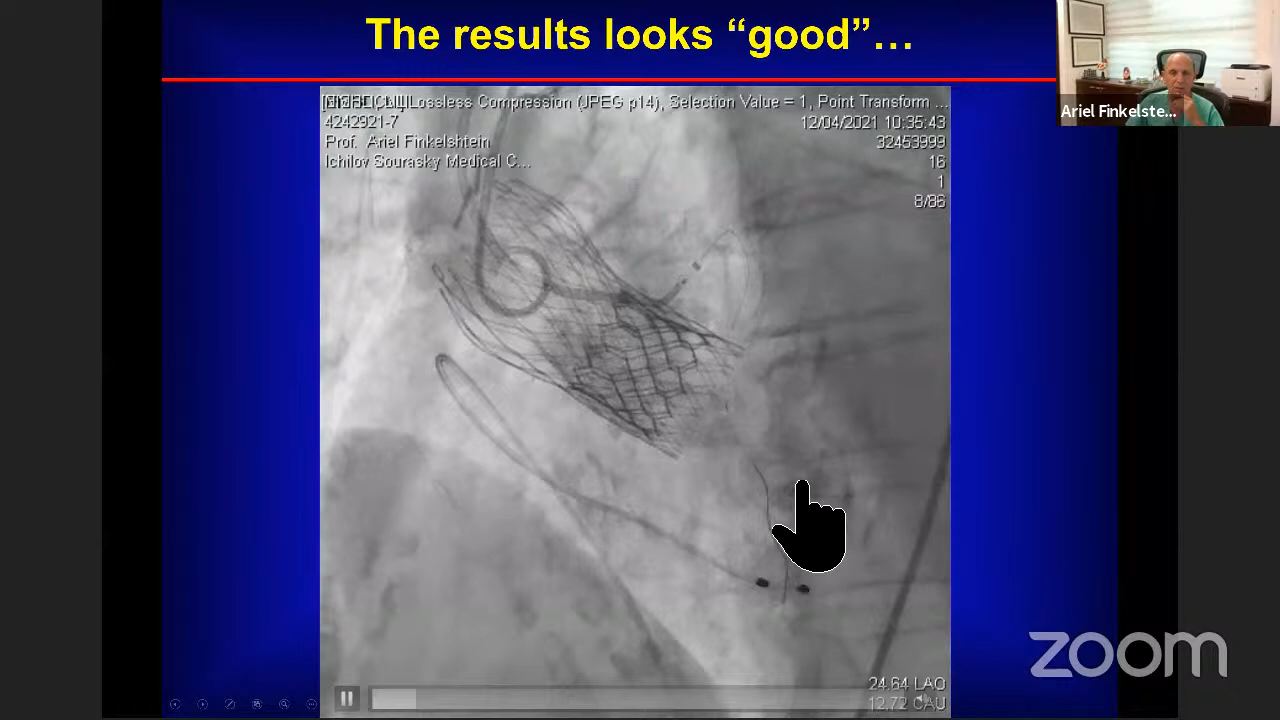 The results looks “good”…
Ariel Finkelste...
Lossless Compression (JPEG p14), Selection Value = 1, Point Transform ...
4242921-7
12/04/2021 10:35:43
Prof. Ariel Finkelshtein
32453999
Ichilov Sourasky Medical C...
16
1
8/86
zoom
24.64 LAO
12.72 CAU